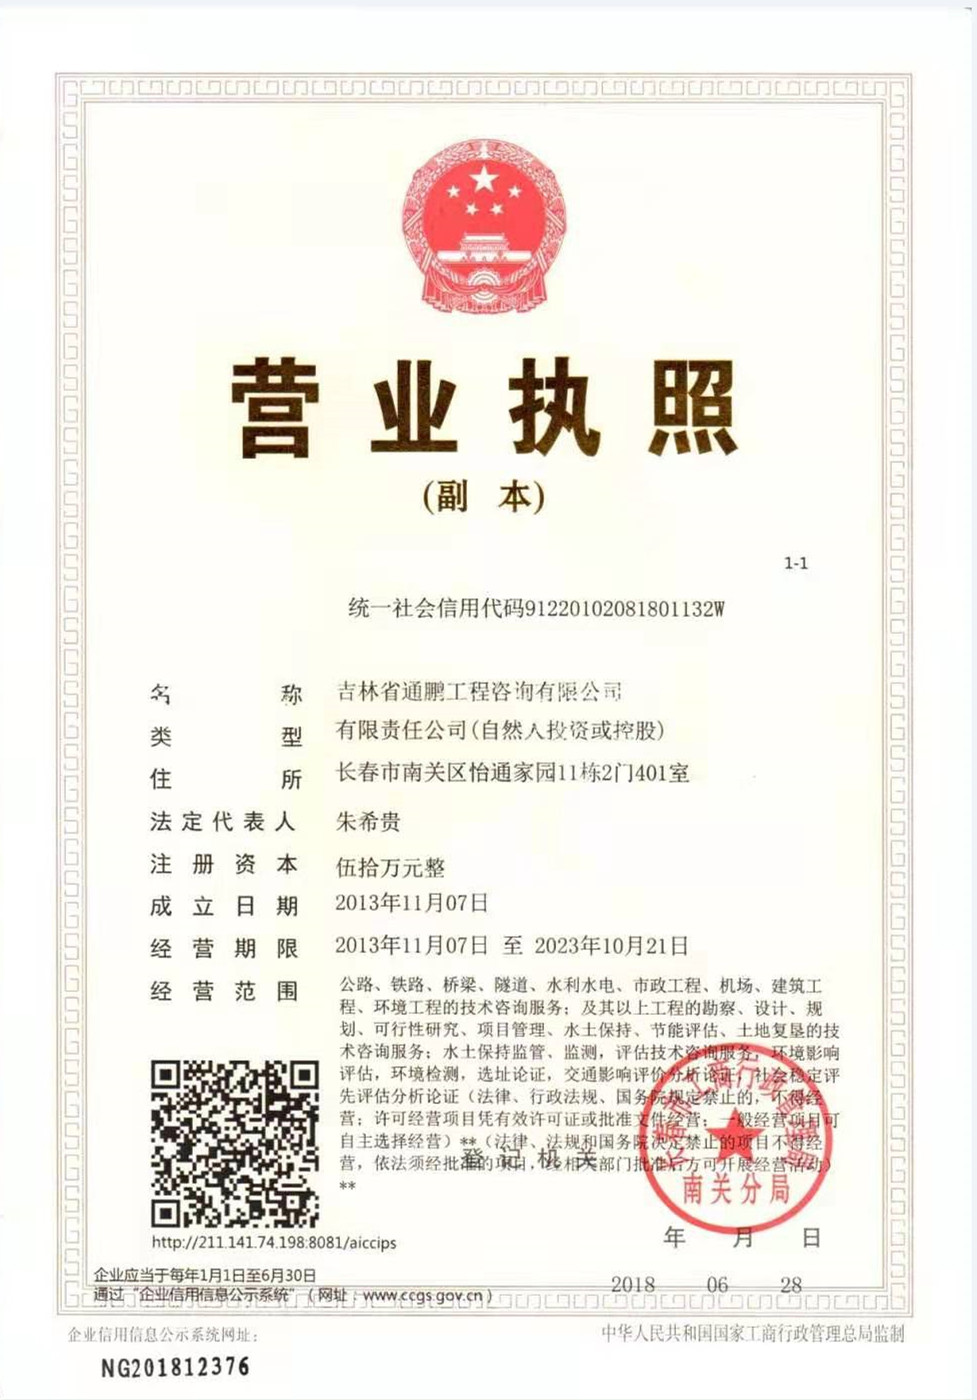 营业执照
(副 本)
1-1
统一社会信用代码91220102081801132W
名称 吉林省通鹏工程咨询有限公司
类型 有限责任公司(自然人投资或控股)
住所 长春市南关区怡通家园11栋2门401室
法定代表人 朱希贵
注册资本 伍拾万元整
成立日期 2013年11月07日
经营期限 2013年11月07日 至 2023年10月21日
经营范围 公路、铁路、桥梁、隧道、水利水电、市政工程、机场、建筑工
程、环境工程的技术咨询服务；及其以上工程的勘察、设计、规
划、可行性研究、项目管理、水土保持、节能评估、土地复垦的技
术咨询服务；水土保持监管、监测，评估技术咨询服务；环境影响
评估，环境检测，选址论证，交通影响评价分析论证；社会稳定评
先评估分析论证（法律、行政法规、国务院规定禁止的，不得经
营；许可经营项目凭有效许可证或批准文件经营；一般经营项目可
自主选择经营）**（法律、法规和国务院决定禁止的项目不得经
营，依法须经批准的项目，经相关部门批准后方可开展经营活动）
**
登记机关
长春市工商行政管理局
南关分局
年 月 日
2018 06 28
http://211.141.74.198:8081/aiccips
企业应当于每年1月1日至6月30日
通过“企业信用信息公示系统”（网址：www.ccgs.gov.cn）
企业信用信息公示系统网址：
中华人民共和国国家工商行政管理总局监制
NG201812376